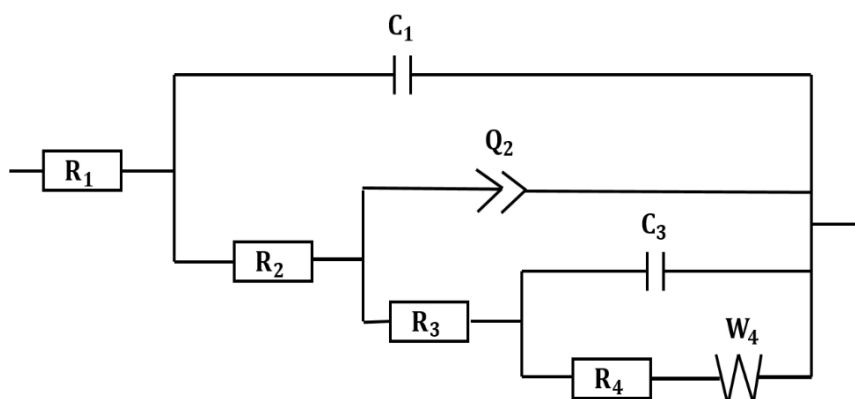 C₁
R₁
Q₂
R₂
C₃
R₃
W₄
R₄